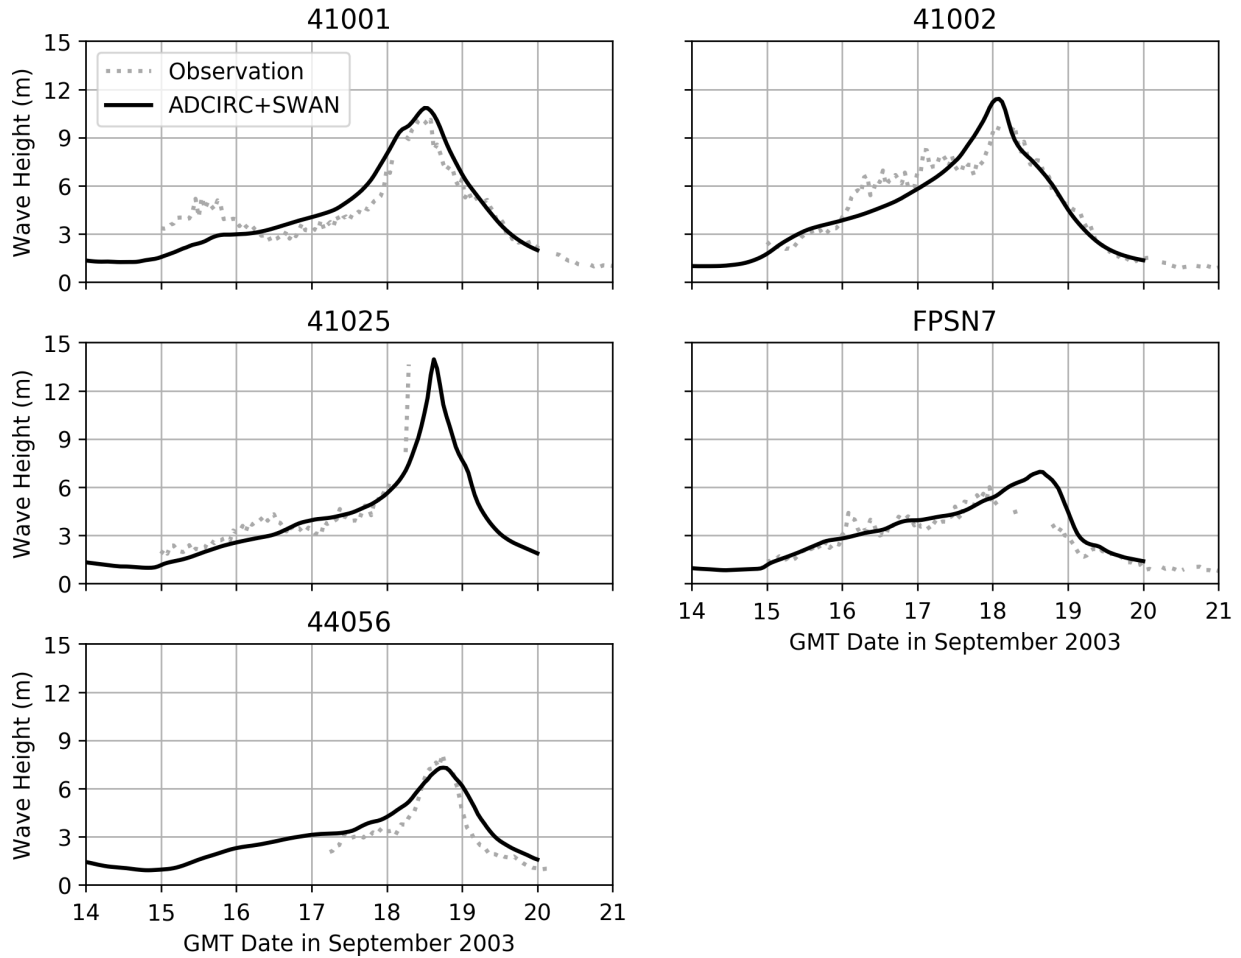 41001
15
12
9
6
3
0
Wave Height (m)
Observation
ADCIRC+SWAN
41002
41025
15
12
9
6
3
0
Wave Height (m)
FPSN7
14 15 16 17 18 19 20 21
GMT Date in September 2003
44056
15
12
9
6
3
0
Wave Height (m)
14 15 16 17 18 19 20 21
GMT Date in September 2003